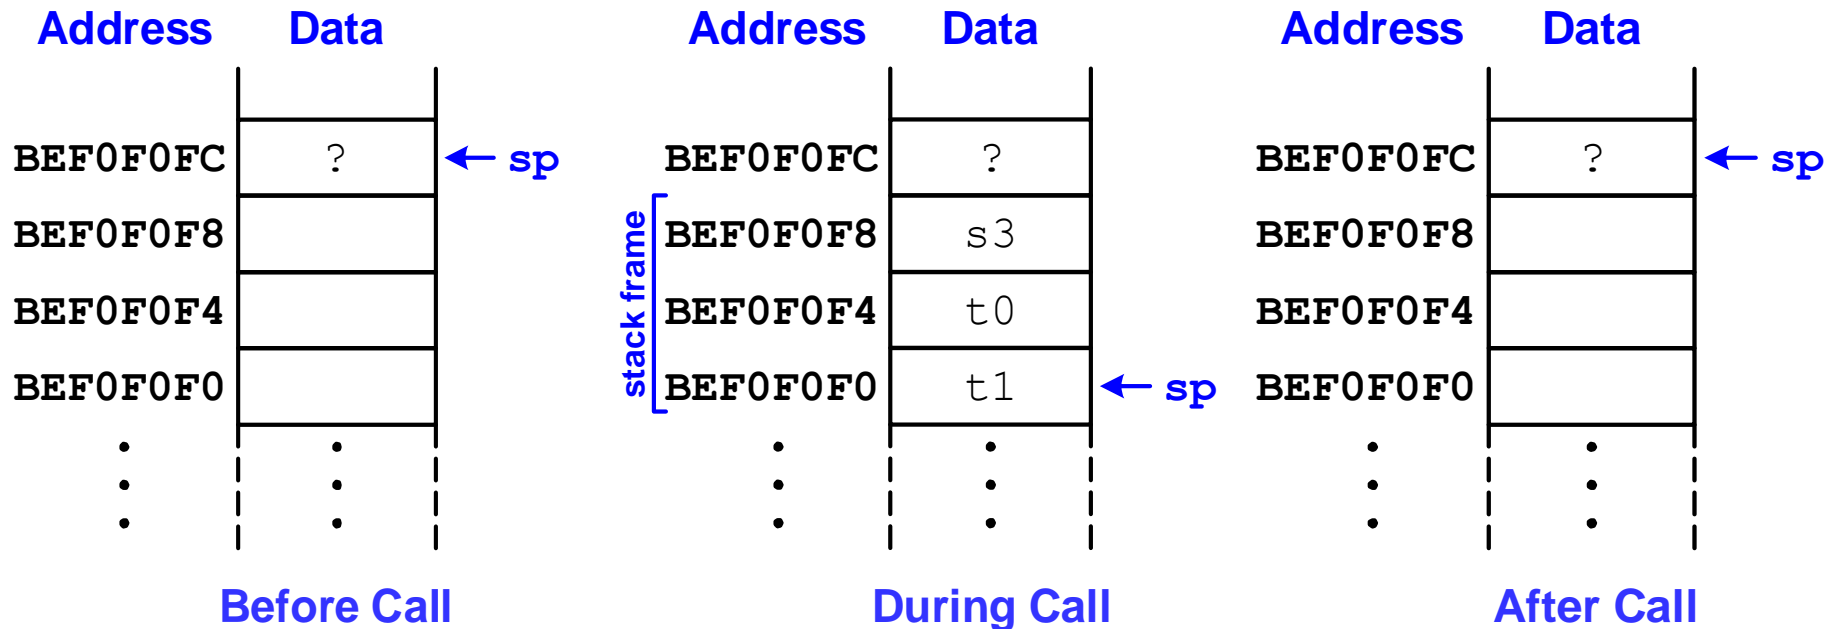 Address Data Address Data Address Data
BEF0F0FC ? sp BEF0F0FC ? BEF0F0FC ? sp
BEF0F0F8 BEF0F0F8 s3 BEF0F0F8
BEF0F0F4 BEF0F0F4 t0 BEF0F0F4
BEF0F0F0 BEF0F0F0 t1 sp BEF0F0F0
stack frame
Before Call During Call After Call